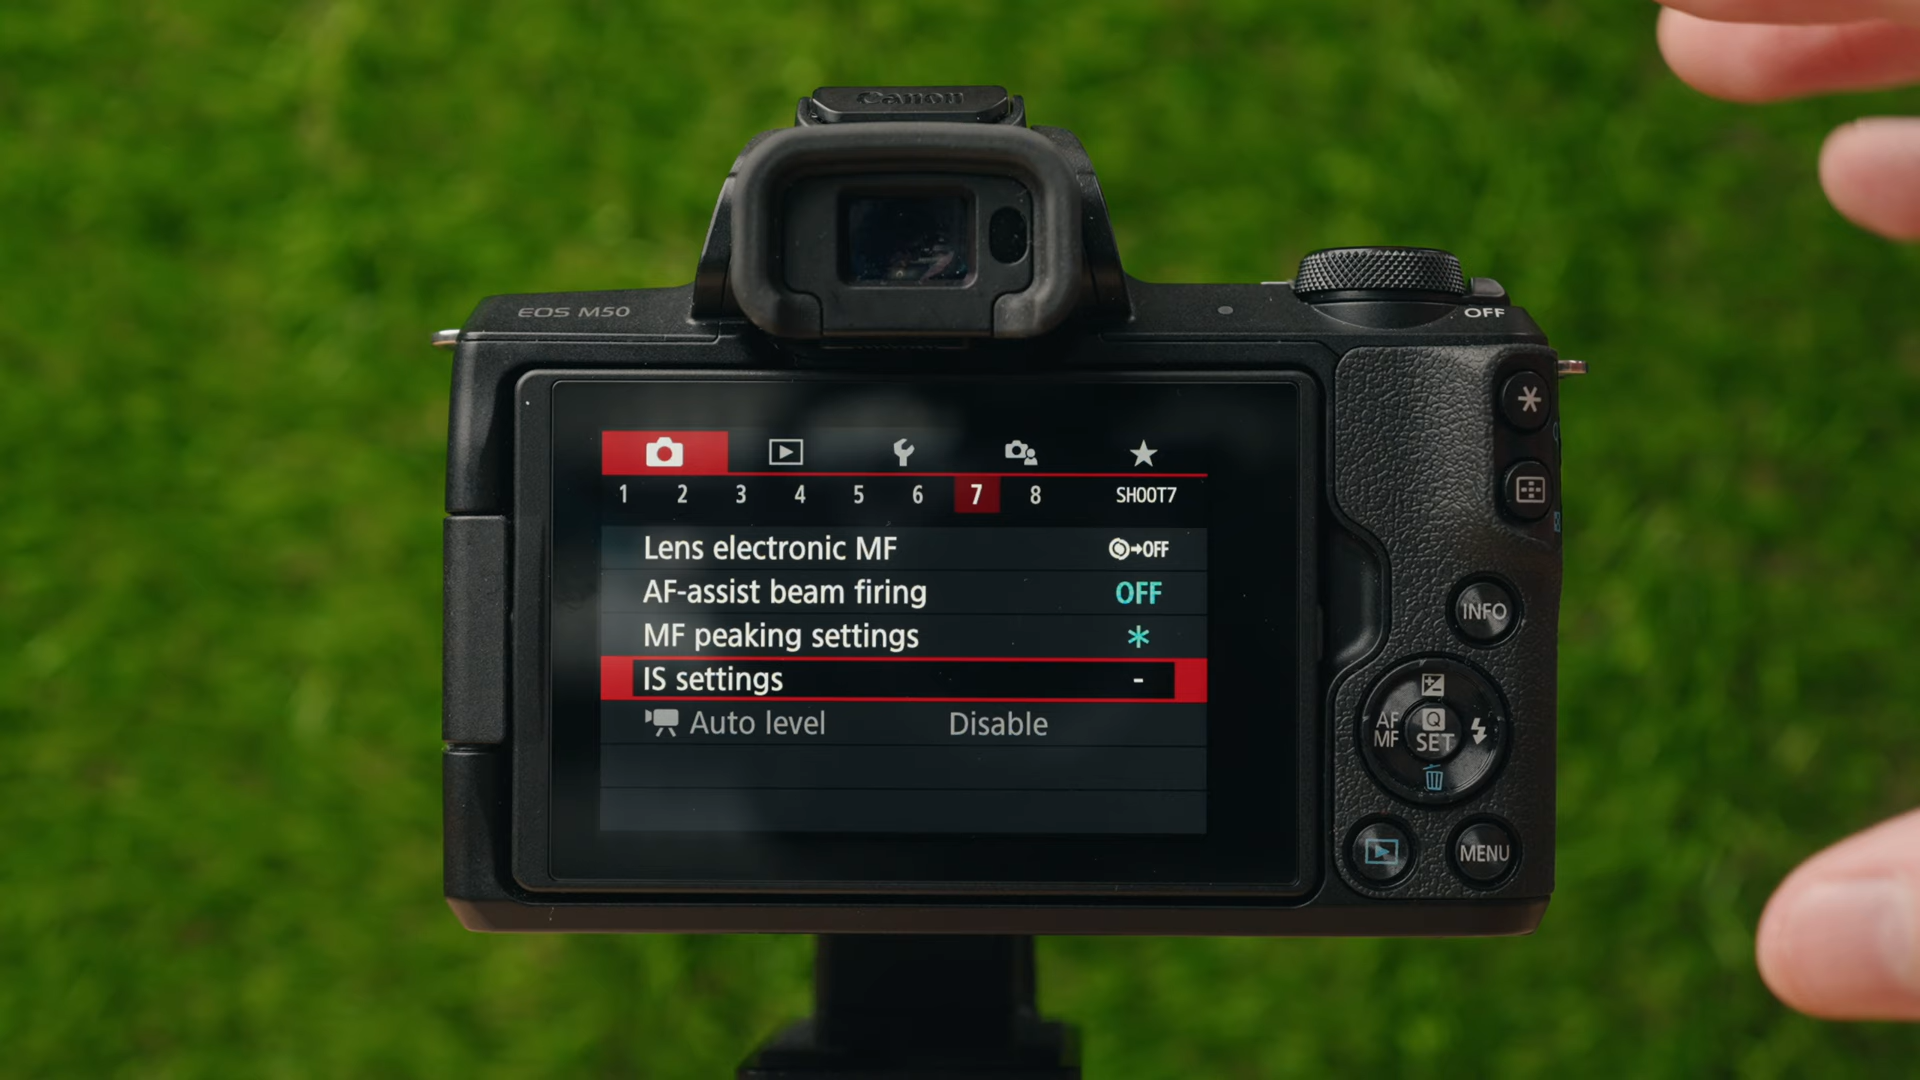 Canon
EOS M50
OFF
1 2 3 4 5 6 7 8 SHOOT7
Lens electronic MF OFF
AF-assist beam firing OFF
MF peaking settings *
IS settings -
Auto level Disable
INFO
AF
MF
Q
SET
MENU